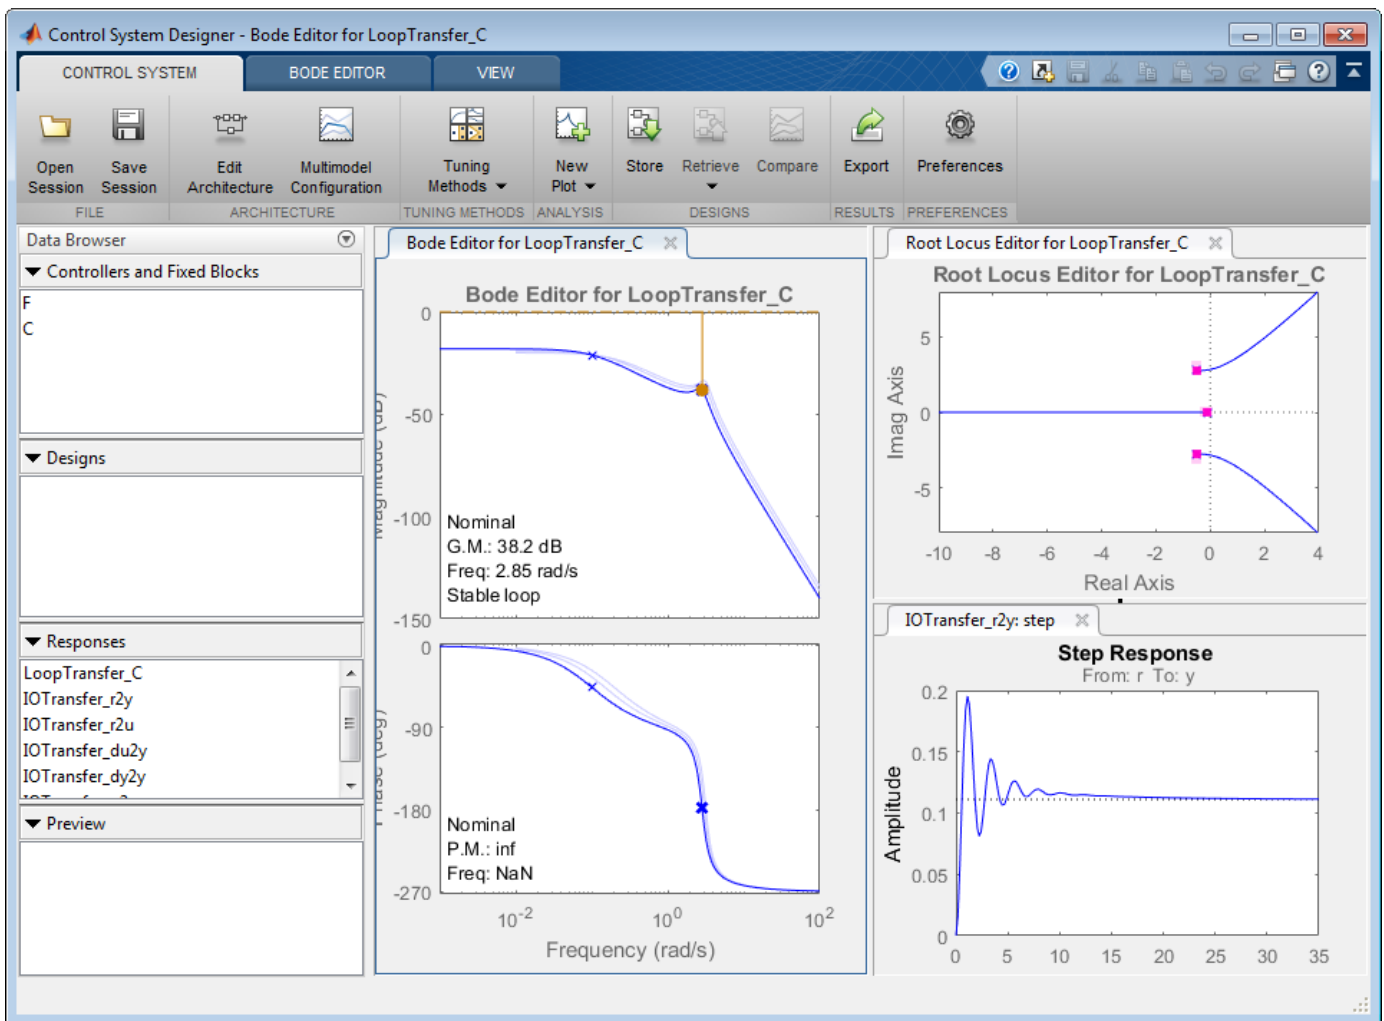 Control System Designer - Bode Editor for LoopTransfer_C
CONTROL SYSTEM
BODE EDITOR
VIEW
Open Session
Save Session
Edit Architecture
Multimodel Configuration
Tuning Methods
New Plot
Store
Retrieve
Compare
Export
Preferences
FILE
ARCHITECTURE
TUNING METHODS
ANALYSIS
DESIGNS
RESULTS
PREFERENCES
Data Browser
Controllers and Fixed Blocks
F
C
Designs
Responses
LoopTransfer_C
IOTransfer_r2y
IOTransfer_r2u
IOTransfer_du2y
IOTransfer_dy2y
Preview
Bode Editor for LoopTransfer_C
Bode Editor for LoopTransfer_C
Magnitude (dB)
0
-50
-100
-150
Nominal
G.M.: 38.2 dB
Freq: 2.85 rad/s
Stable loop
Phase (deg)
0
-90
-180
-270
Nominal
P.M.: inf
Freq: NaN
10^-2
10^0
10^2
Frequency (rad/s)
Root Locus Editor for LoopTransfer_C
Root Locus Editor for LoopTransfer_C
Imag Axis
5
0
-5
-10 -8 -6 -4 -2 0 2 4
Real Axis
IOTransfer_r2y: step
Step Response
From: r To: y
Amplitude
0.2
0.15
0.1
0.05
0
0 5 10 15 20 25 30 35